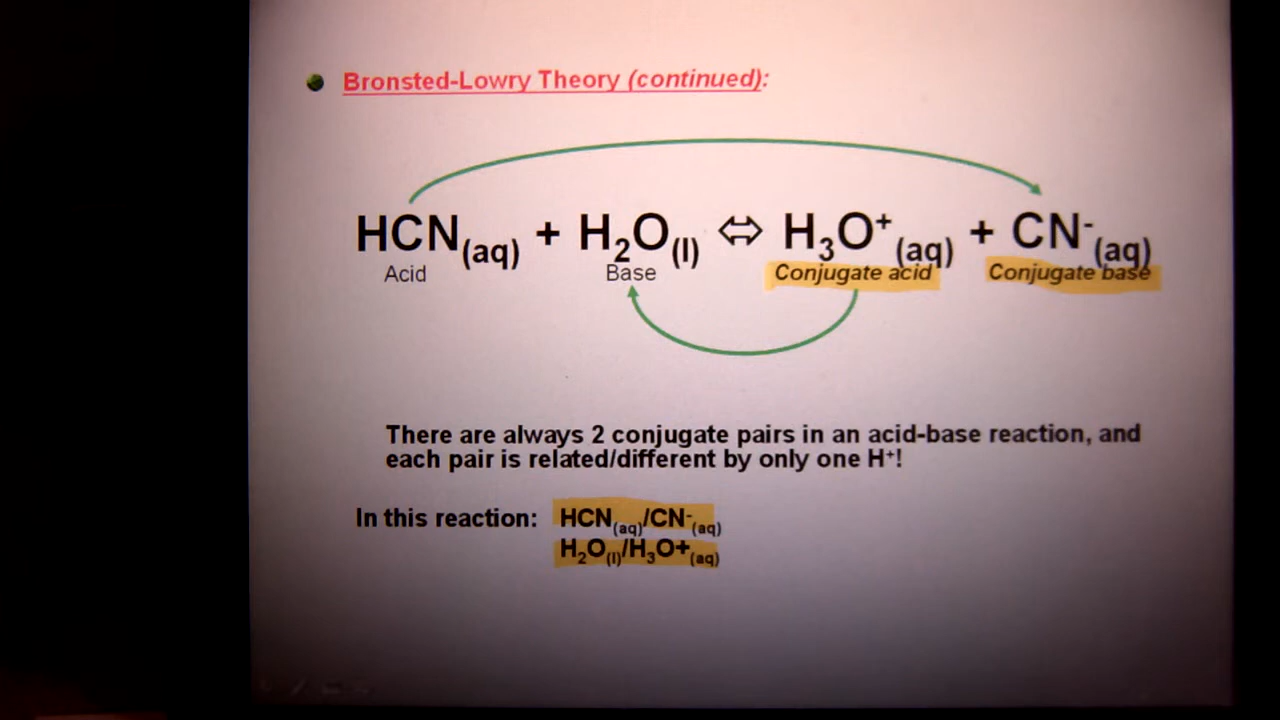 Bronsted-Lowry Theory (continued):
HCN(aq) + H2O(l) ⇔ H3O+(aq) + CN-(aq)
Acid Base Conjugate acid Conjugate base
There are always 2 conjugate pairs in an acid-base reaction, and
each pair is related/different by only one H+!
In this reaction: HCN(aq)/CN-(aq)
H2O(l)/H3O+(aq)